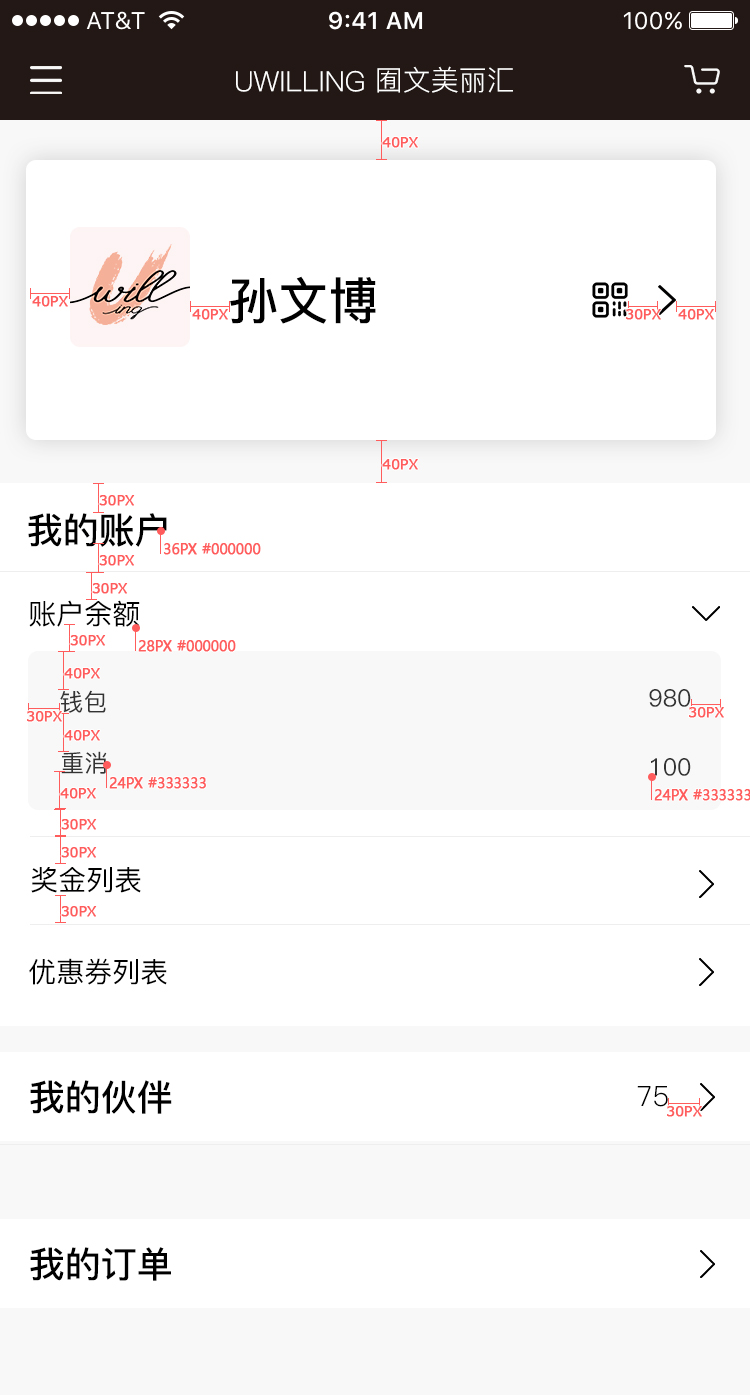 AT&T 9:41 AM 100%
UWILLING 囿文美丽汇
40PX
will
ing
孙文博
40PX 40PX 30PX 40PX
40PX
30PX
我的账户
36PX #000000
30PX
30PX
账户余额
30PX
28PX #000000
40PX
钱包 980
30PX 30PX
40PX
重消 100
24PX #333333
40PX 24PX #333333
30PX
30PX
奖金列表
30PX
优惠券列表
我的伙伴 75
30PX
我的订单